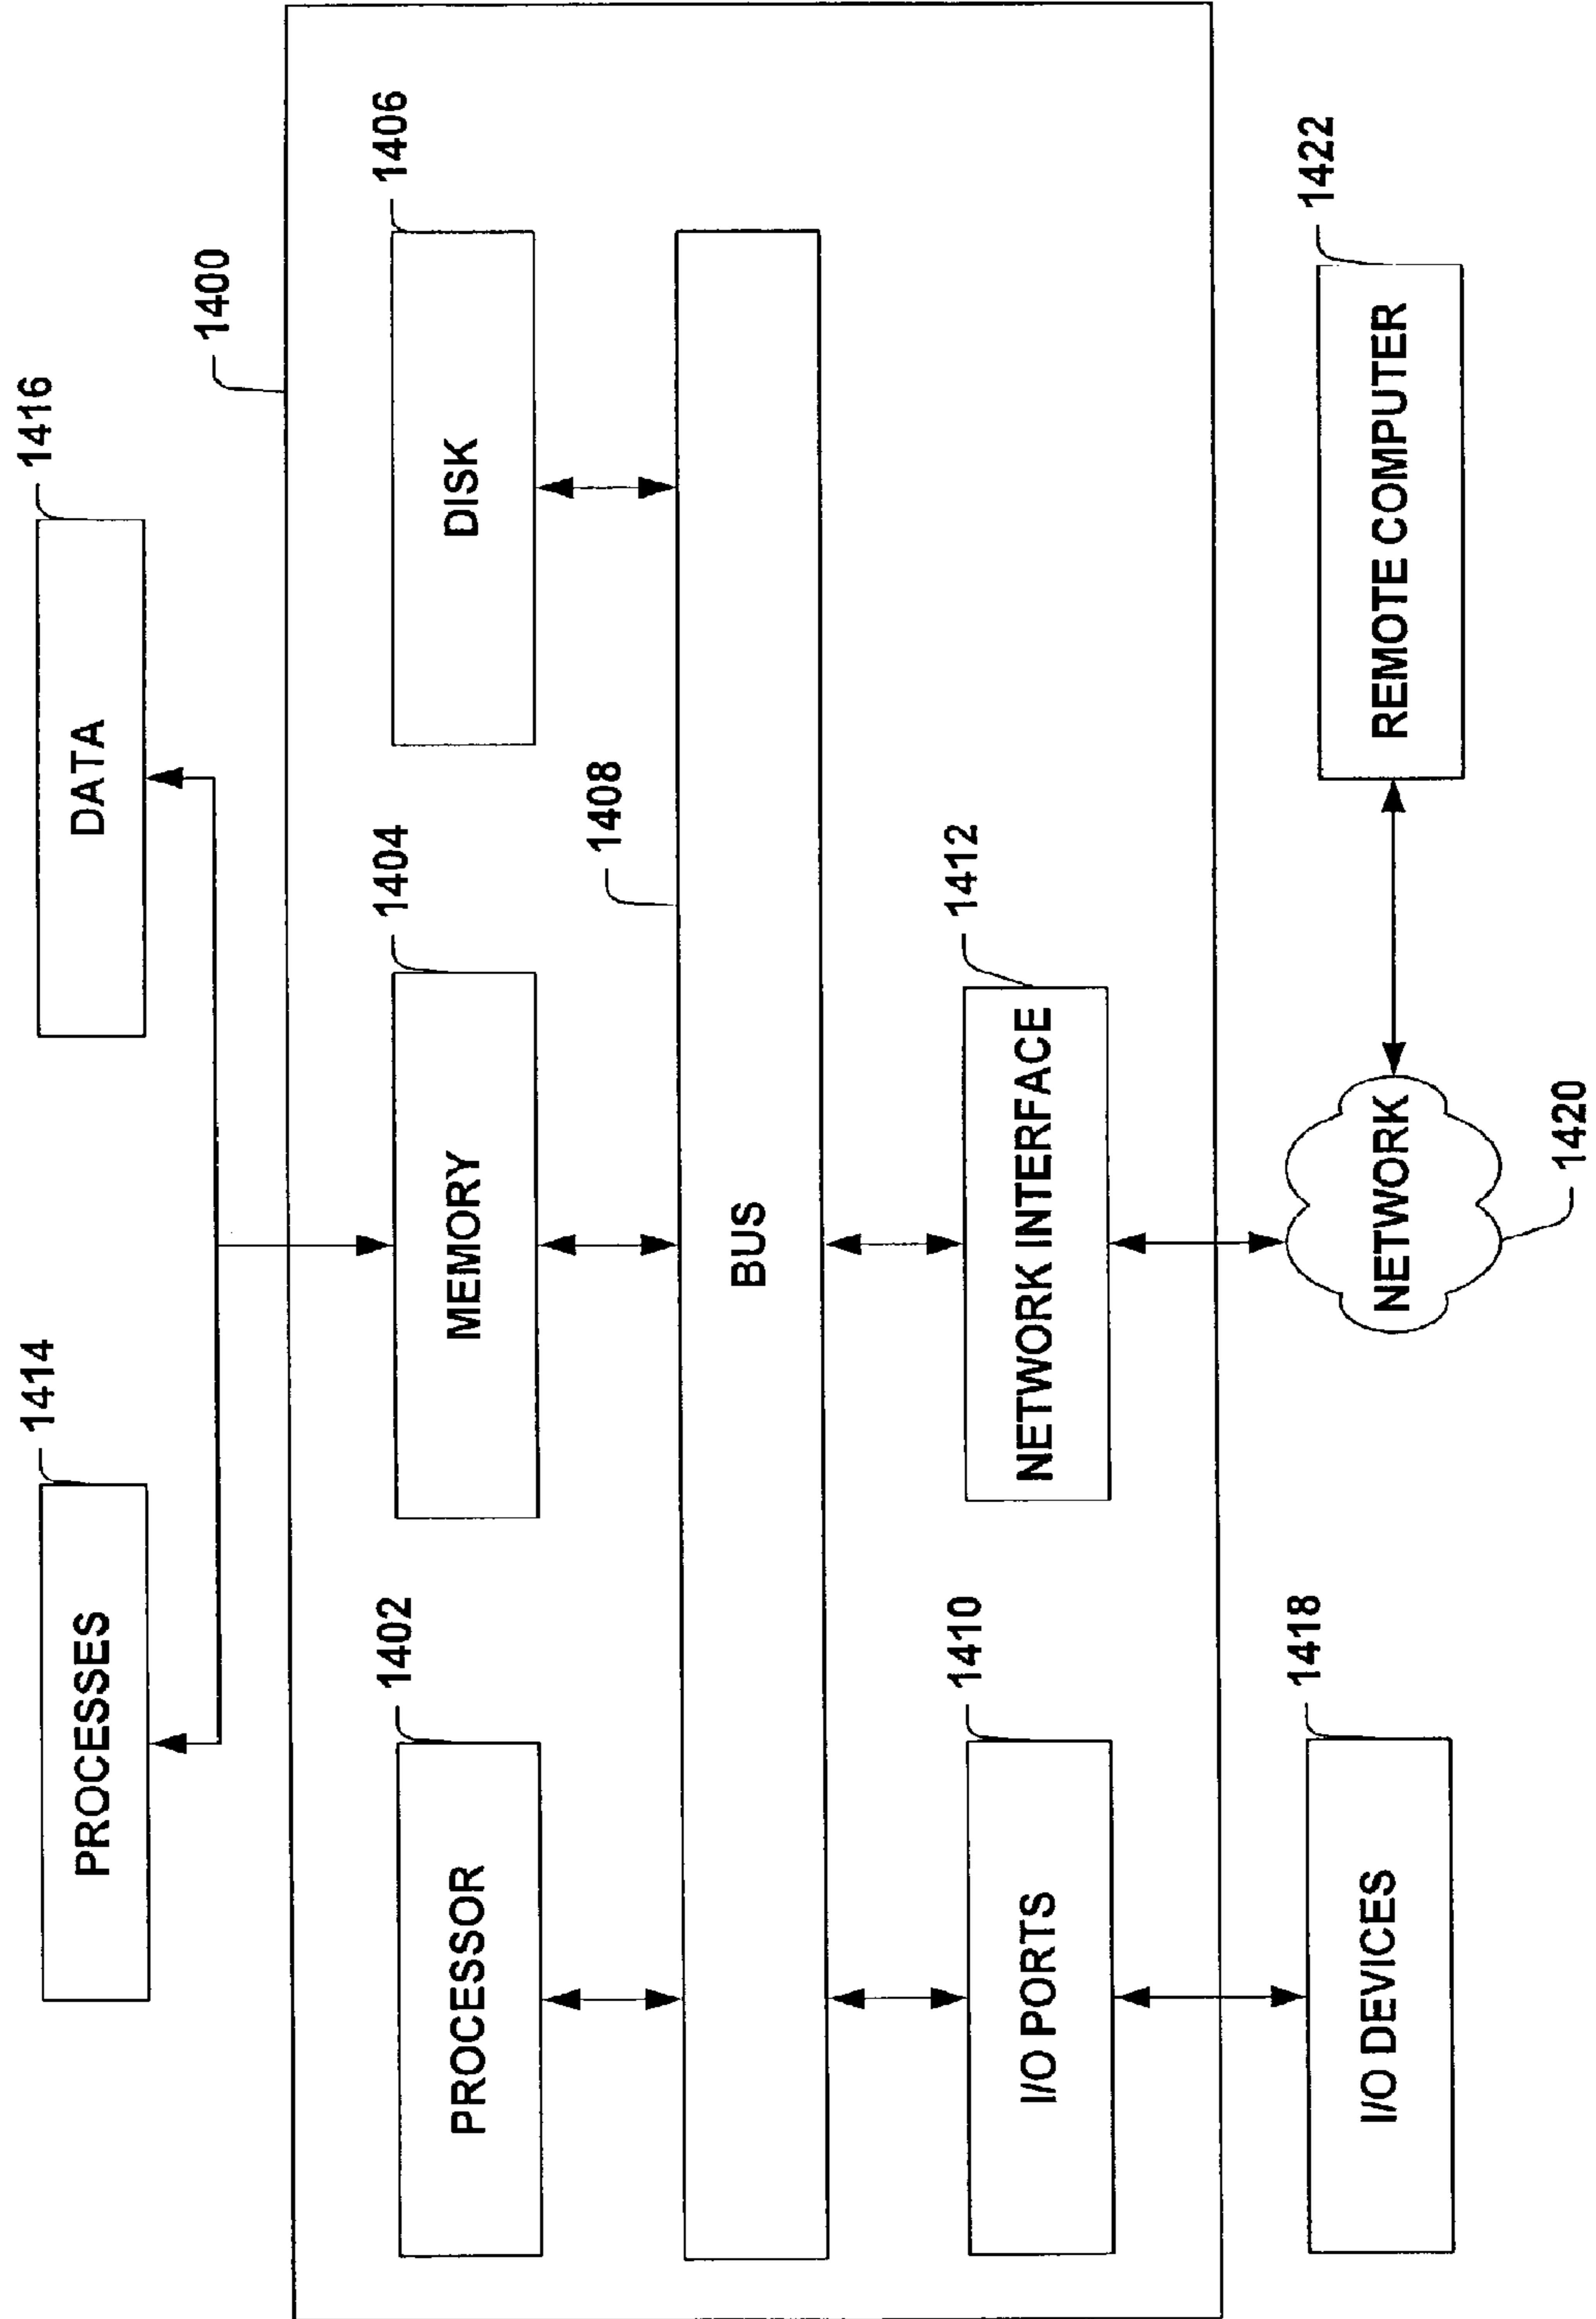 1414
PROCESSES
1416
DATA
1400
1402
PROCESSOR
1404
MEMORY
1406
DISK
1408
BUS
1410
I/O PORTS
1412
NETWORK INTERFACE
1418
I/O DEVICES
NETWORK
1420
1422
REMOTE COMPUTER